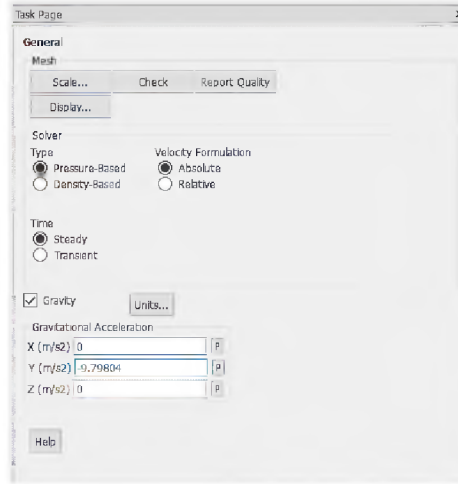 Task Page
General
Mesh
Scale... Check Report Quality
Display...
Solver
Type Velocity Formulation
Pressure-Based Absolute
Density-Based Relative
Time
Steady
Transient
Gravity Units...
Gravitational Acceleration
X (m/s2) 0 P
Y (m/s2) -9.79804 P
Z (m/s2) 0 P
Help